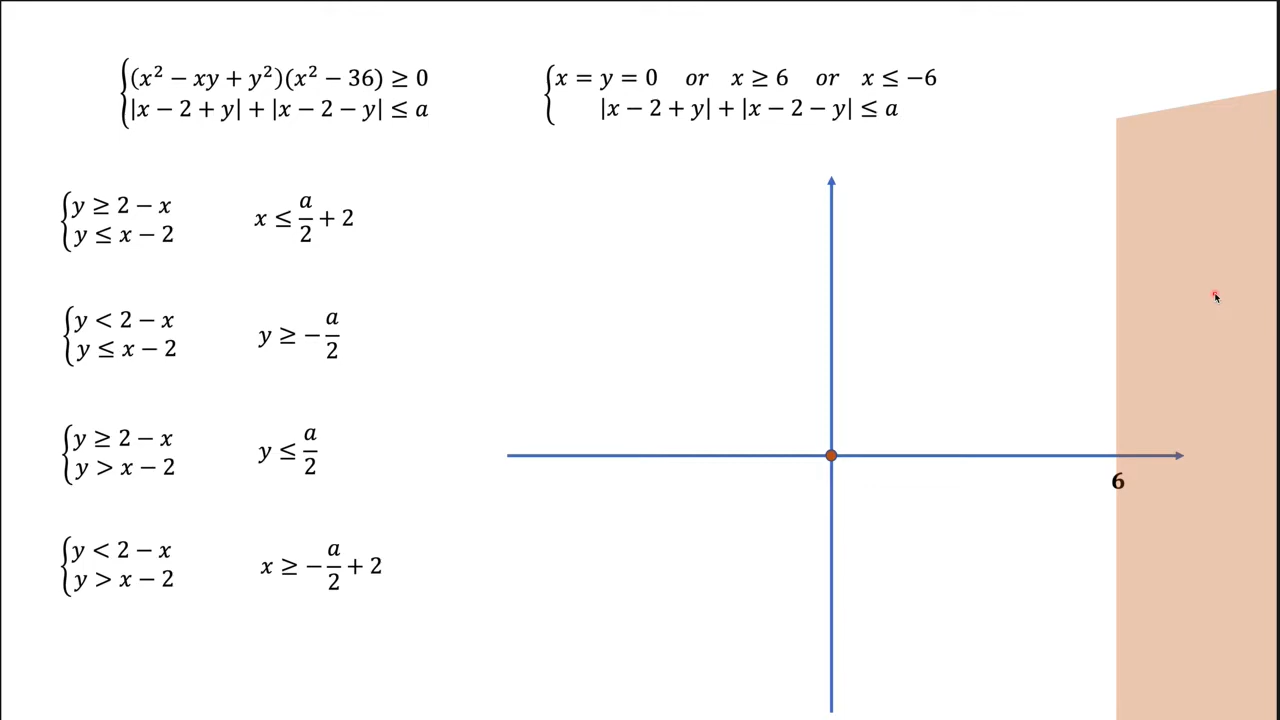 {(x² − xy + y²)(x² − 36) ≥ 0
|x − 2 + y| + |x − 2 − y| ≤ a
{x = y = 0 or x ≥ 6 or x ≤ −6
|x − 2 + y| + |x − 2 − y| ≤ a
{y ≥ 2 − x
y ≤ x − 2
x ≤ a/2 + 2
{y < 2 − x
y ≤ x − 2
y ≥ − a/2
{y ≥ 2 − x
y > x − 2
y ≤ a/2
{y < 2 − x
y > x − 2
x ≥ − a/2 + 2
6